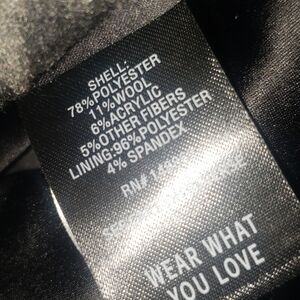 SHELL:
78%POLYESTER
11%WOOL
6%ACRYLIC
5%OTHER FIBERS
LINING:96%POLYESTER
4% SPANDEX
RN#
WEAR WHAT
YOU LOVE